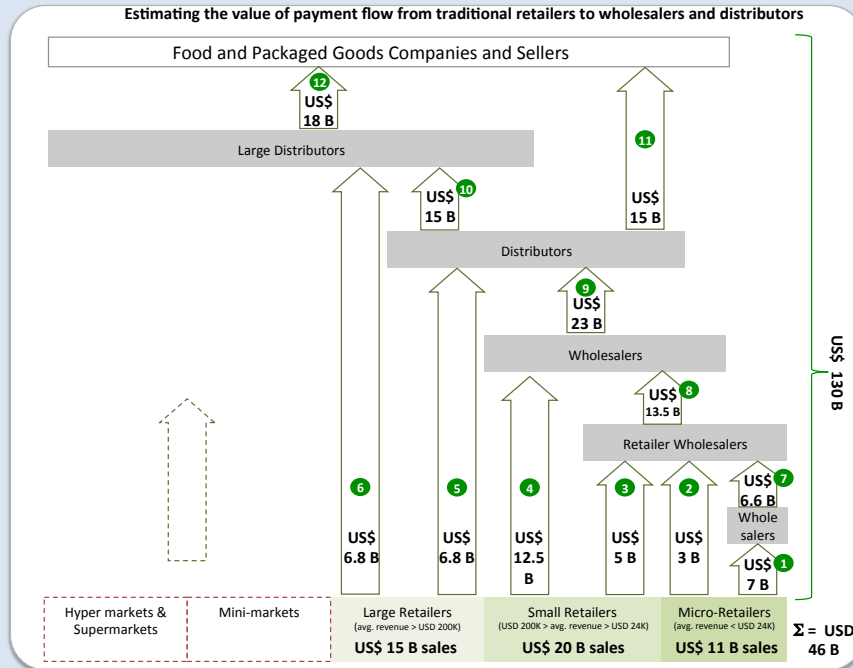 Estimating the value of payment flow from traditional retailers to wholesalers and distributors
Food and Packaged Goods Companies and Sellers
12
US$
18 B
11
US$
15 B
Large Distributors
10
US$
15 B
Distributors
9
US$
23 B
Wholesalers
8
US$
13.5 B
Retailer Wholesalers
7
US$
6.6 B
Whole
salers
6
US$
6.8 B
5
US$
6.8 B
4
US$
12.5
B
3
US$
5 B
2
US$
3 B
1
US$
7 B
US$ 130 B
Hyper markets &
Supermarkets
Mini-markets
Large Retailers
(avg. revenue > USD 200K)
US$ 15 B sales
Small Retailers
(USD 200K > avg. revenue > USD 24K)
US$ 20 B sales
Micro-Retailers
(avg. revenue < USD 24K)
US$ 11 B sales
Σ = USD
46 B